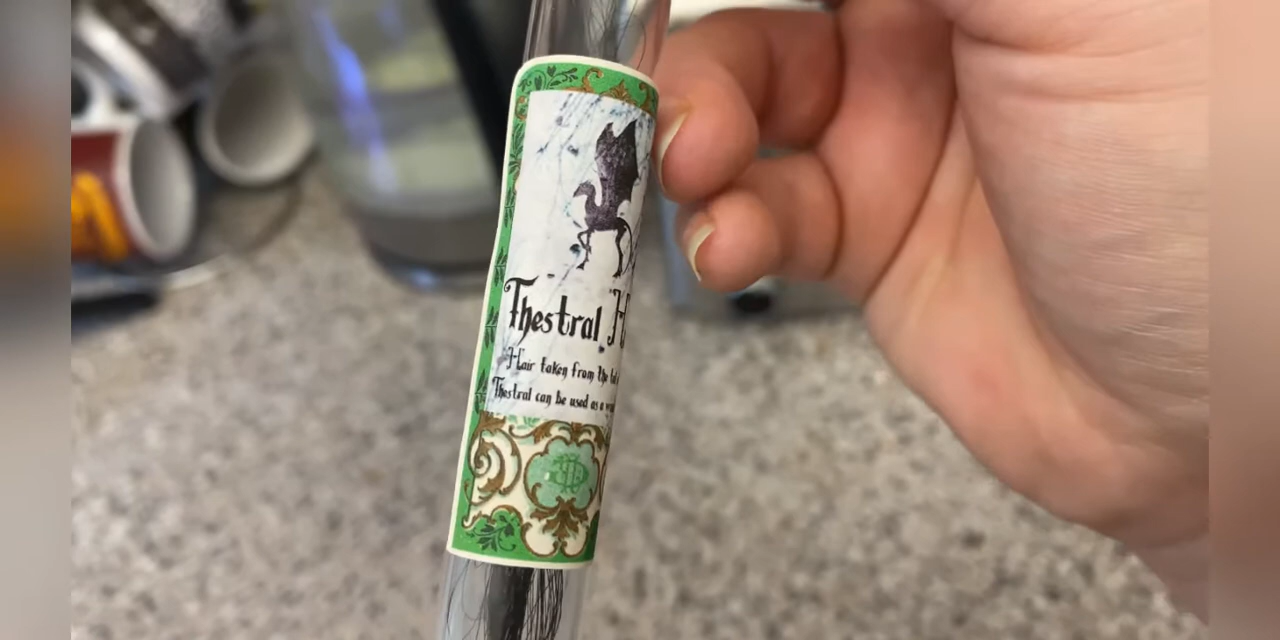 Thestral H
Hair taken from the
Thestral can be used as a